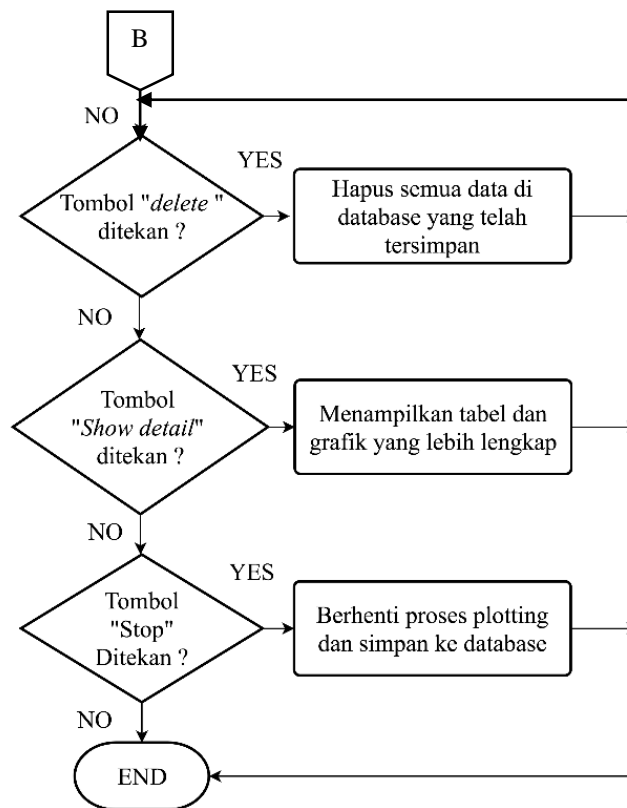 B
NO
YES
Tombol "delete "
ditekan ?
Hapus semua data di
database yang telah
tersimpan
NO
YES
Tombol
"Show detail"
ditekan ?
Menampilkan tabel dan
grafik yang lebih lengkap
NO
YES
Tombol
"Stop"
Ditekan ?
Berhenti proses plotting
dan simpan ke database
NO
END